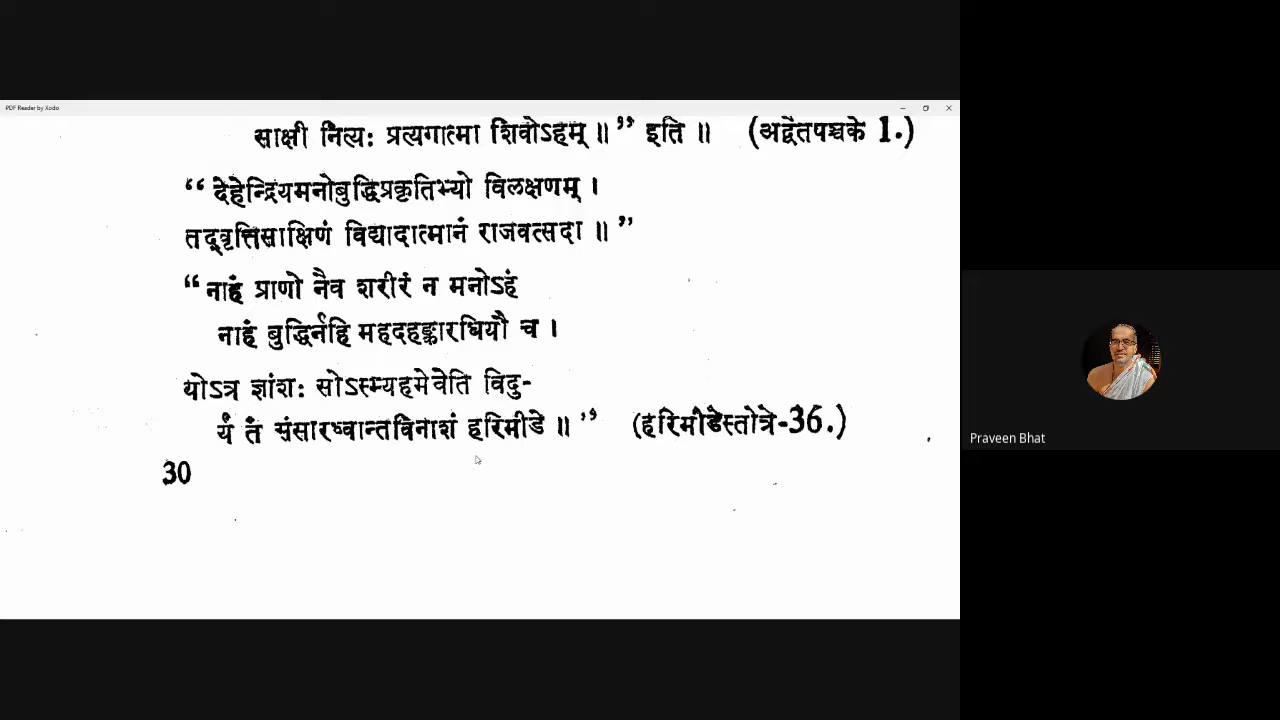 PDF Reader by Xodo
साक्षी नित्यः प्रत्यगात्मा शिवोऽहम् ॥” इति ॥ (अद्वैतपञ्चके 1.)
“देहेन्द्रियमनोबुद्धिप्रकृतिभ्यो विलक्षणम् ।
तद्वृत्तिसाक्षिणं विद्यादात्मानं राजवत्सदा ॥”
“नाहं प्राणो नैव शरीरं न मनोऽहं
नाहं बुद्धिर्नहि महदहङ्कारधियौ च ।
योऽत्र ज्ञांशः सोऽस्म्यहमेवेति विदु-
र्यं तं संसारध्वान्तविनाशं हरिमीडे ॥” (हरिमीडेस्तोत्रे-36.)
30
Praveen Bhat